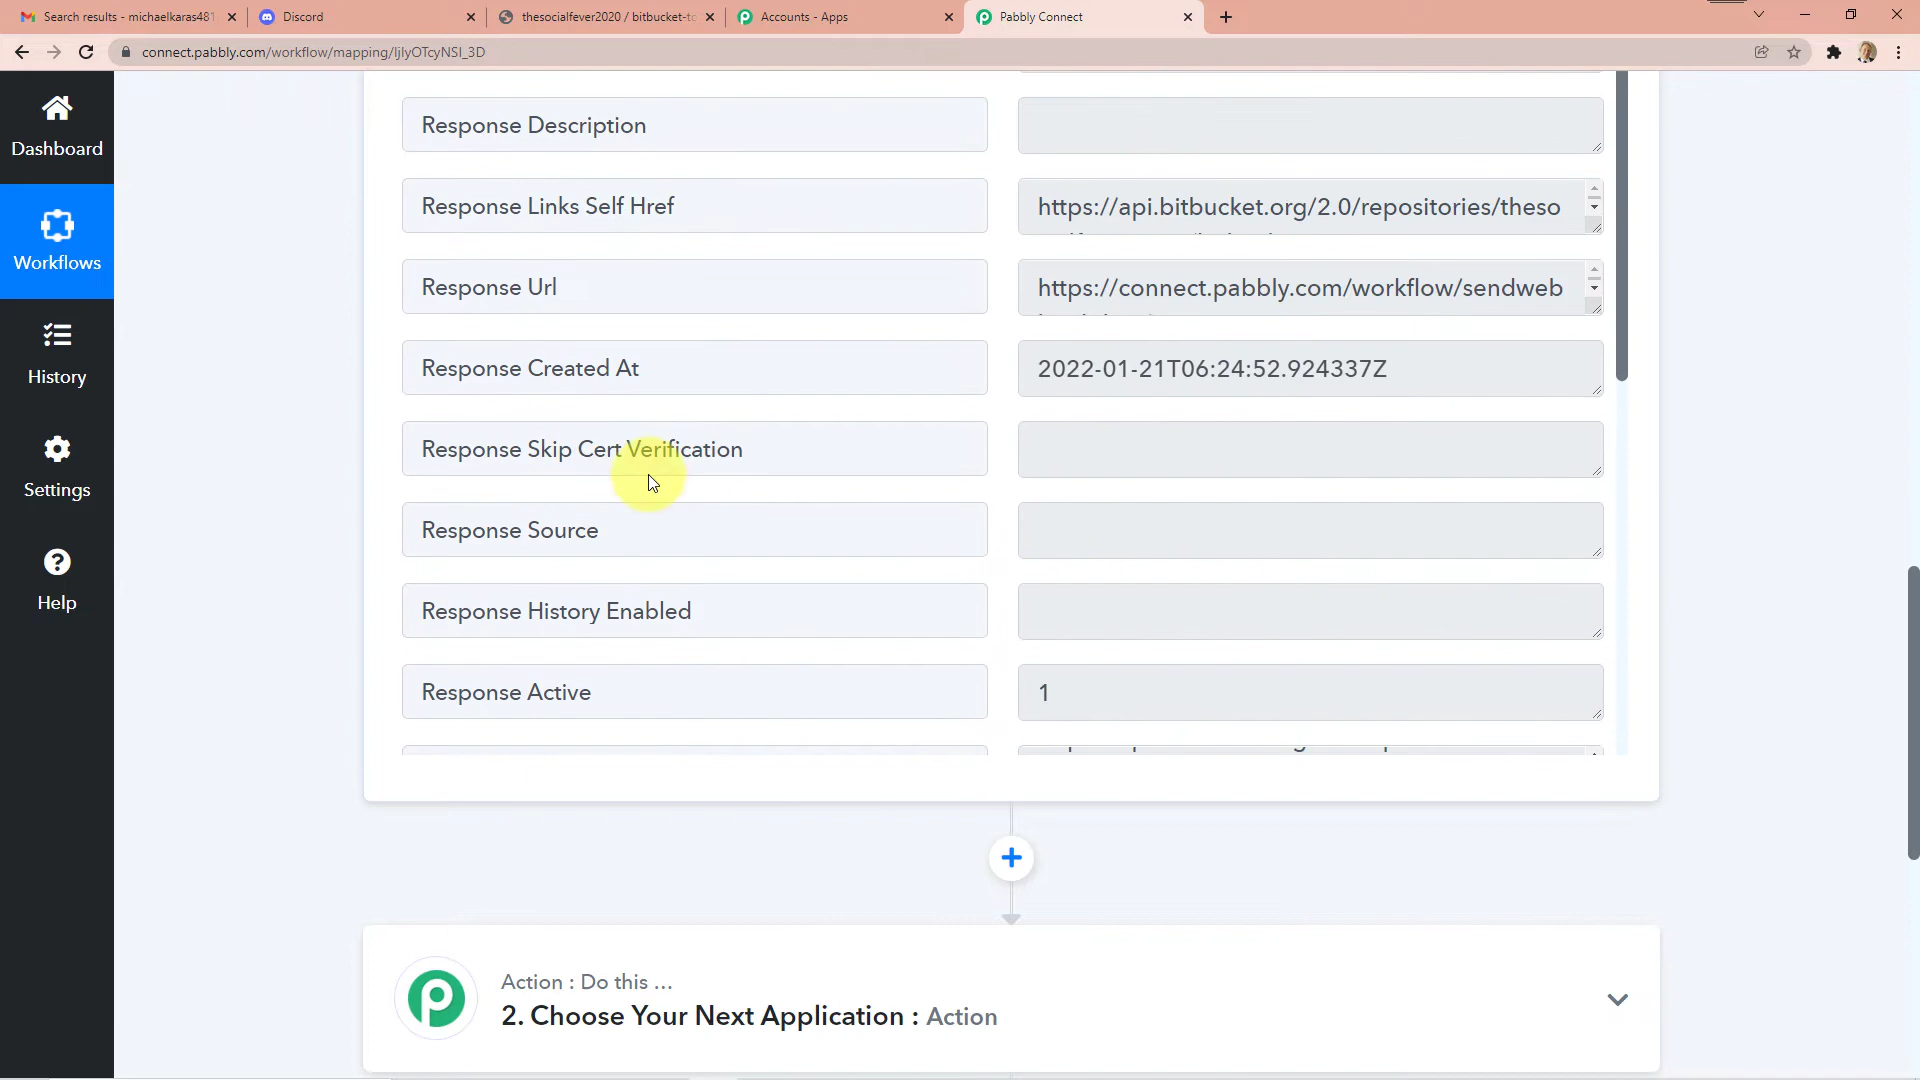 Search results - michaelkaras481
Discord
thesocialfever2020 / bitbucket-to
Accounts - Apps
Pabbly Connect
connect.pabbly.com/workflow/mapping/IjIyOTcyNSI_3D
Dashboard
Workflows
History
Settings
Help
Response Description
Response Links Self Href
https://api.bitbucket.org/2.0/repositories/theso
Response Url
https://connect.pabbly.com/workflow/sendweb
Response Created At
2022-01-21T06:24:52.924337Z
Response Skip Cert Verification
Response Source
Response History Enabled
Response Active
1
Action : Do this ...
2. Choose Your Next Application : Action